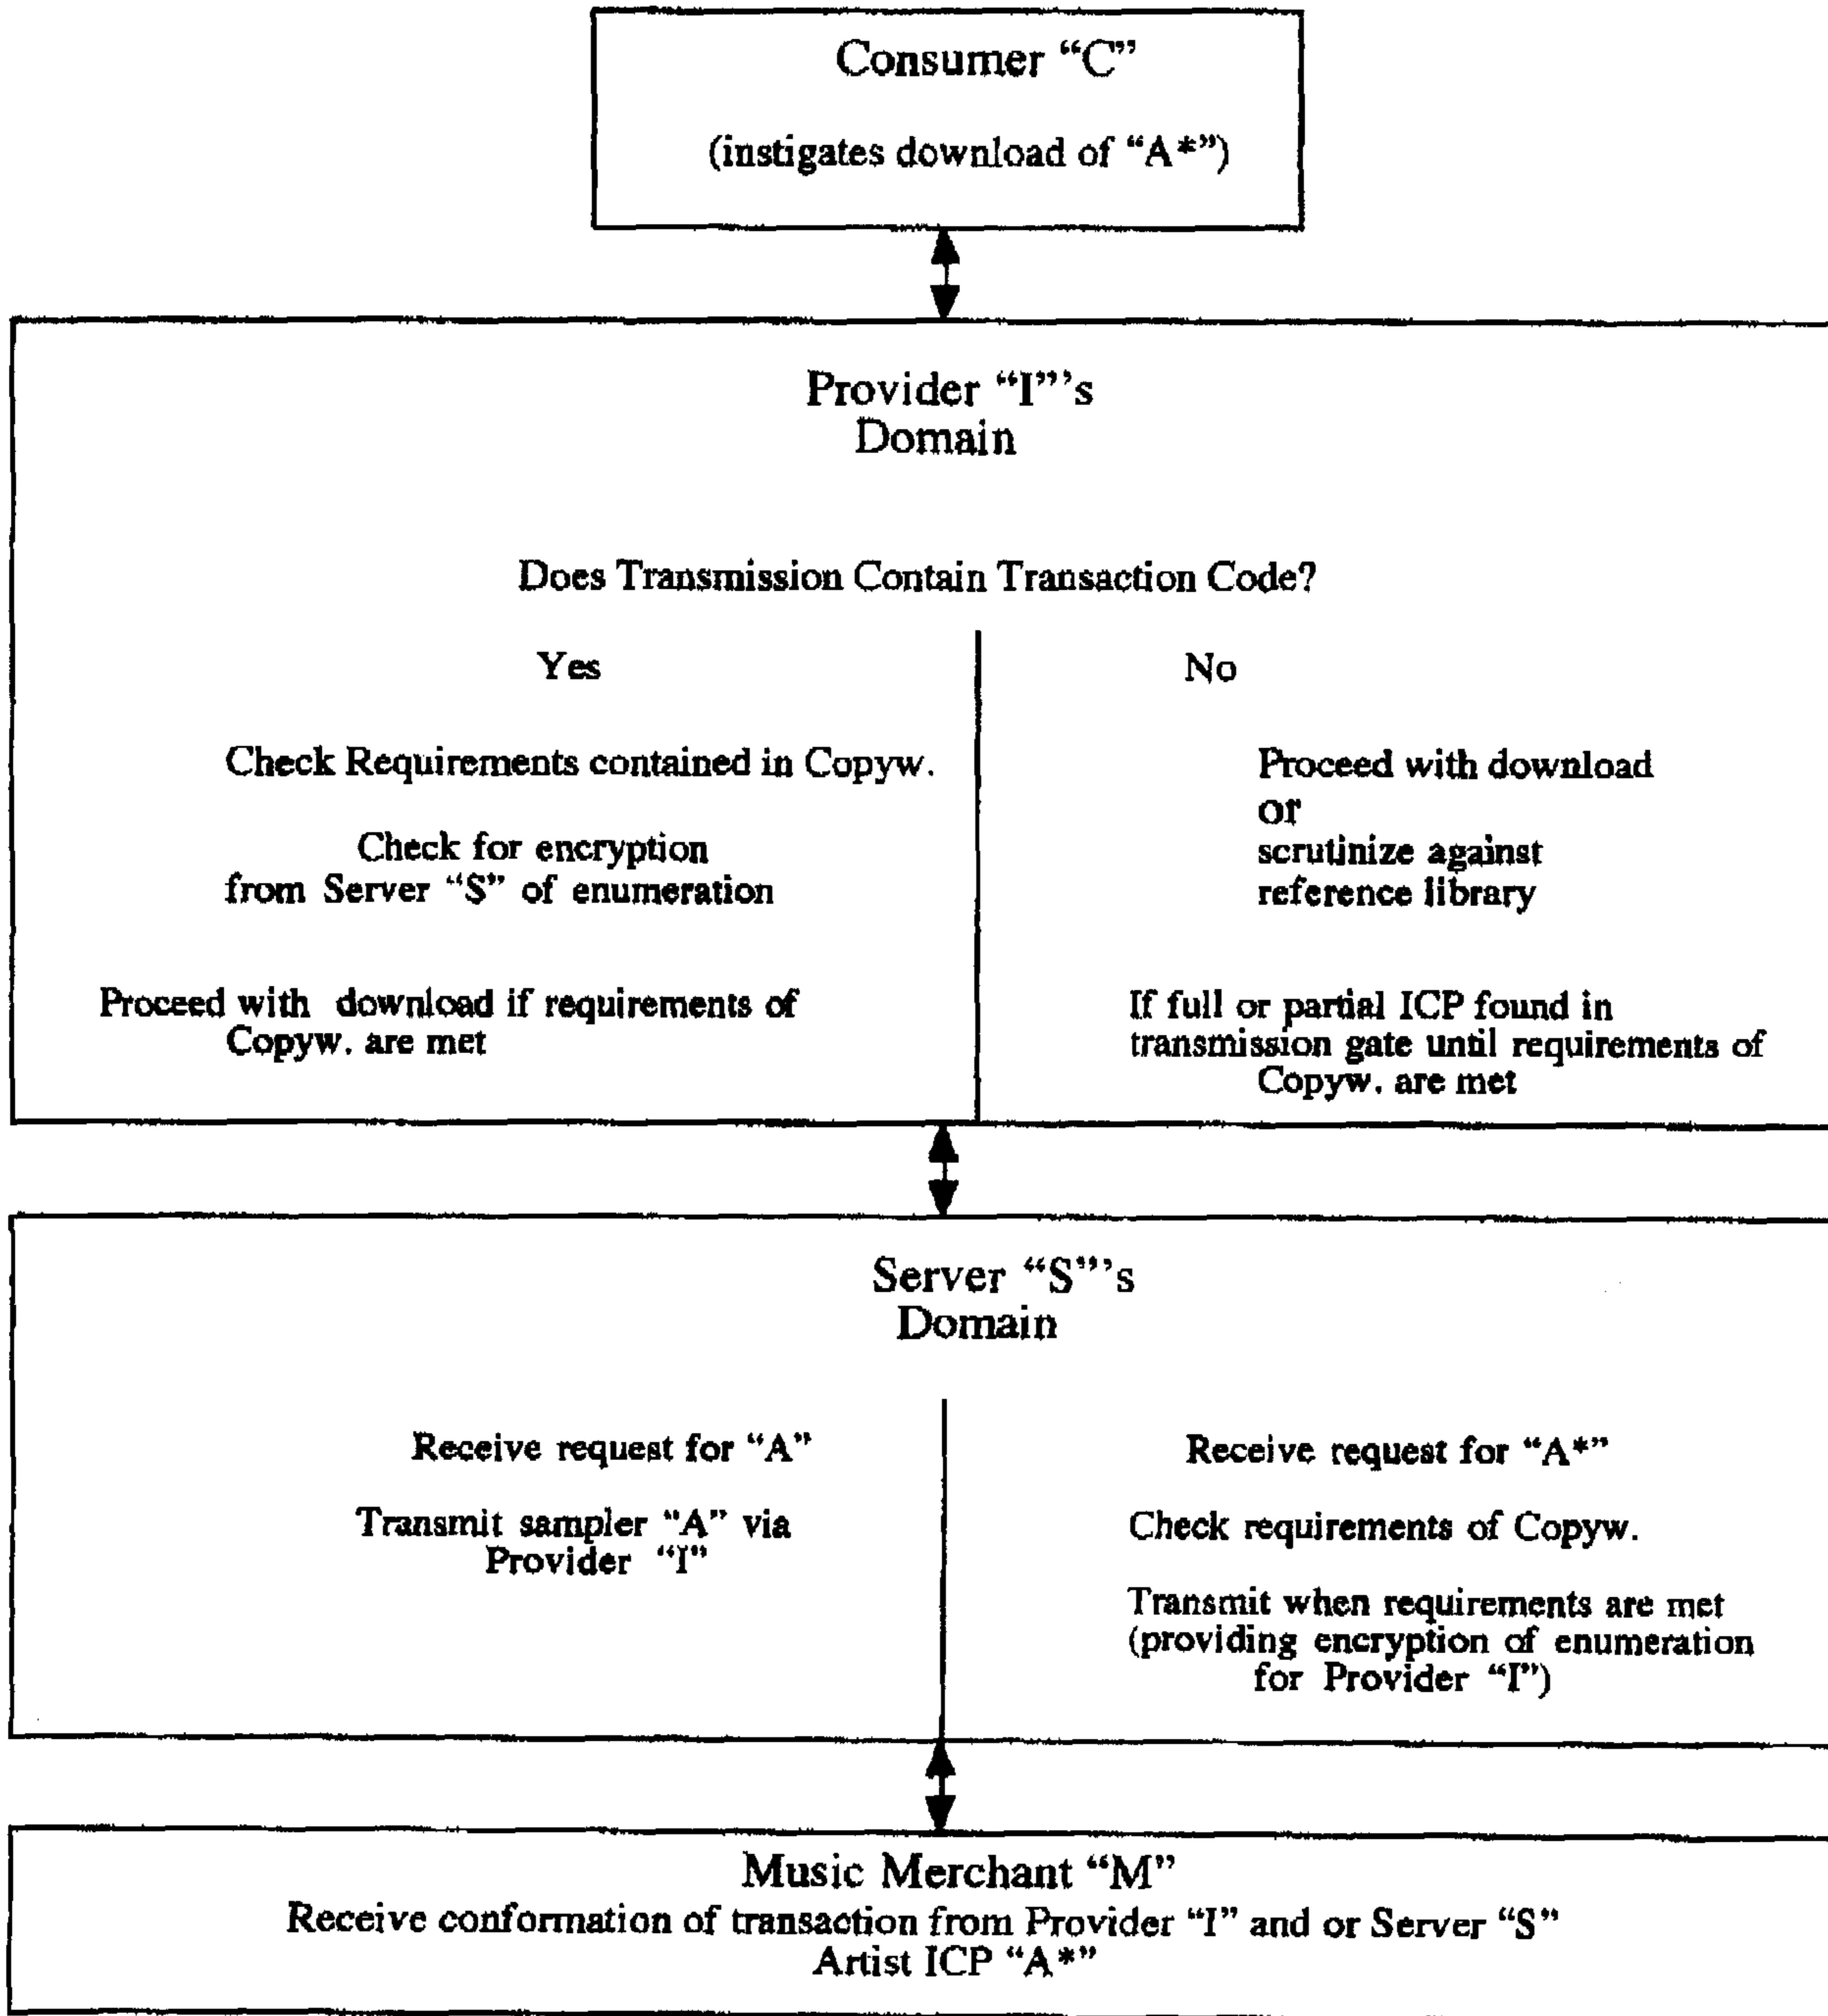 Consumer “C”
(instigates download of “A*”)
Provider “I”’s
Domain
Does Transmission Contain Transaction Code?
Yes
Check Requirements contained in Copyw.
Check for encryption
from Server “S” of enumeration
Proceed with download if requirements of
Copyw. are met
No
Proceed with download
or
scrutinize against
reference library
If full or partial ICP found in
transmission gate until requirements of
Copyw. are met
Server “S”’s
Domain
Receive request for “A”
Transmit sampler “A” via
Provider “I”
Receive request for “A*”
Check requirements of Copyw.
Transmit when requirements are met
(providing encryption of enumeration
for Provider “I”)
Music Merchant “M”
Receive conformation of transaction from Provider “I” and or Server “S”
Artist ICP “A*”